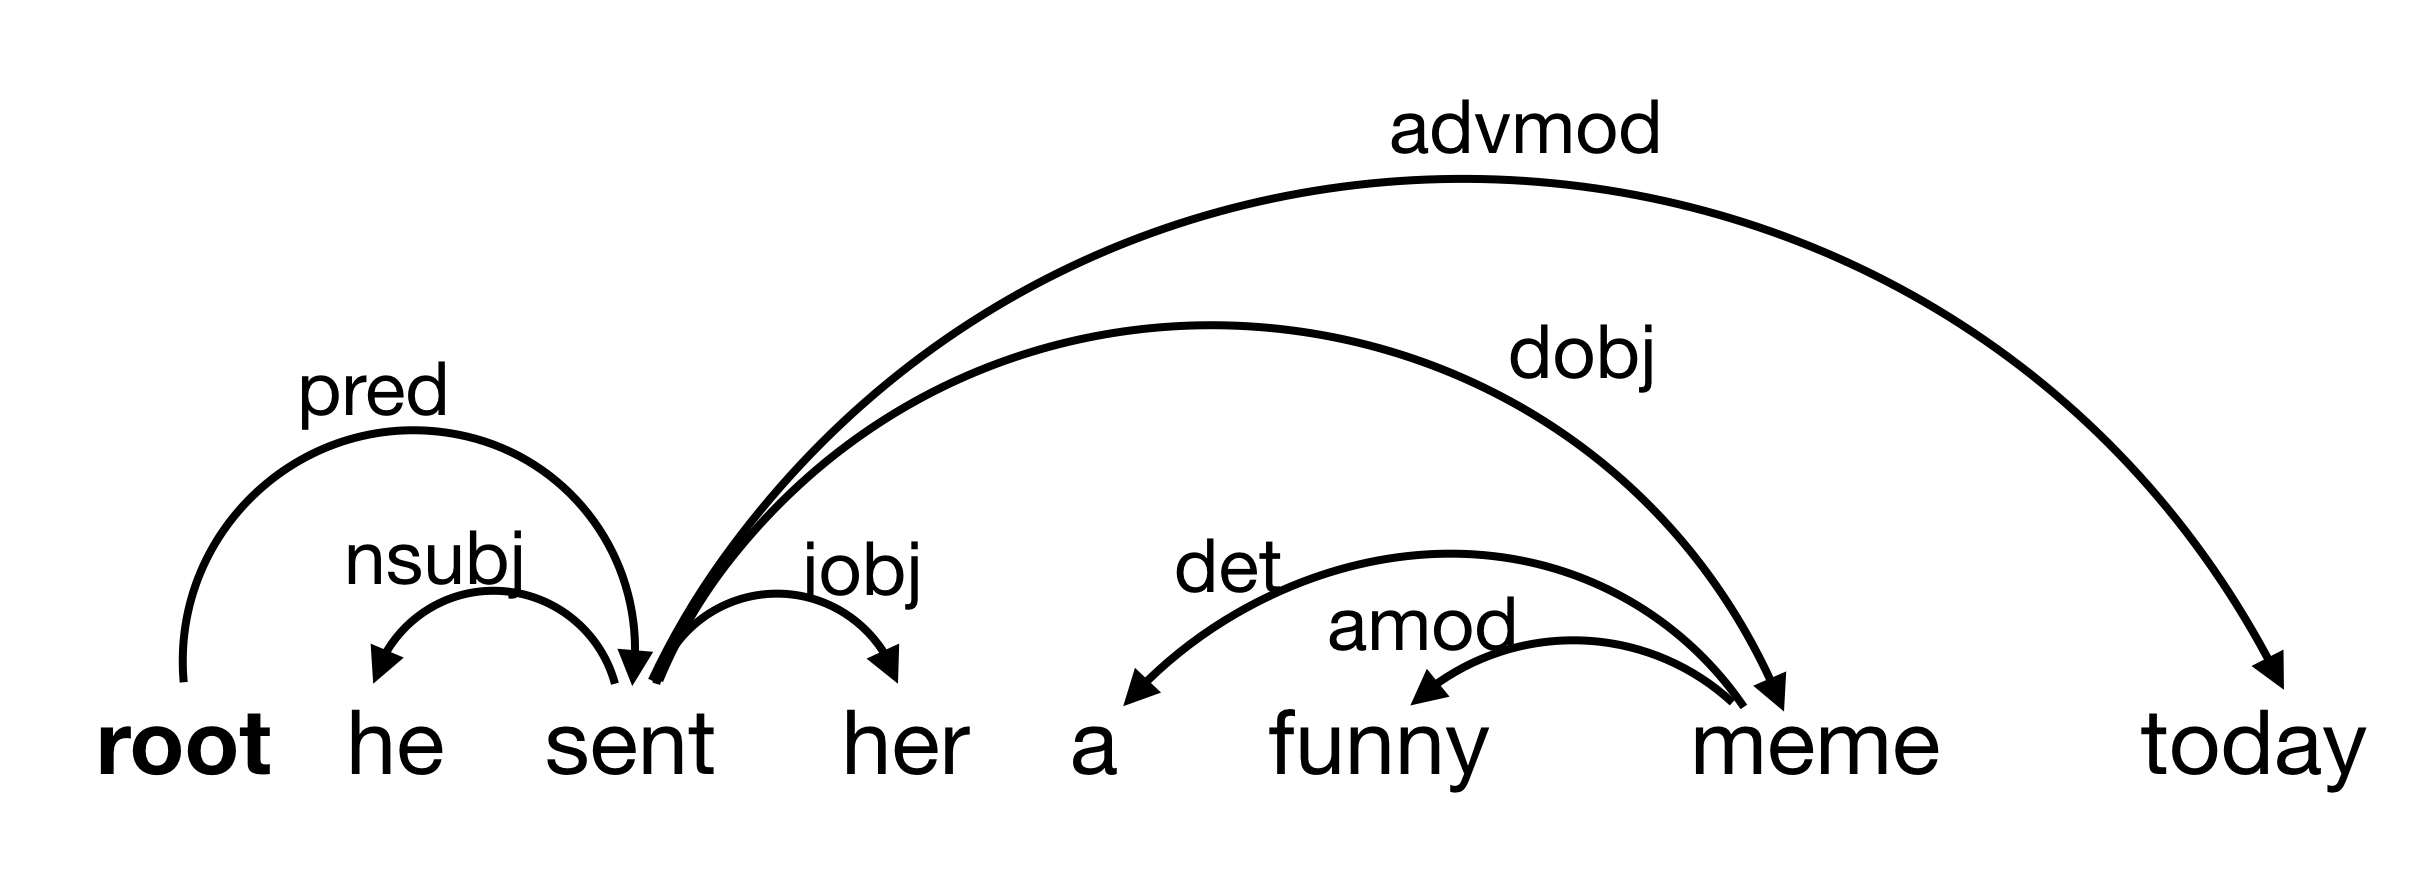 advmod
dobj
pred
nsubj iobj det
amod
root he sent her a funny meme today